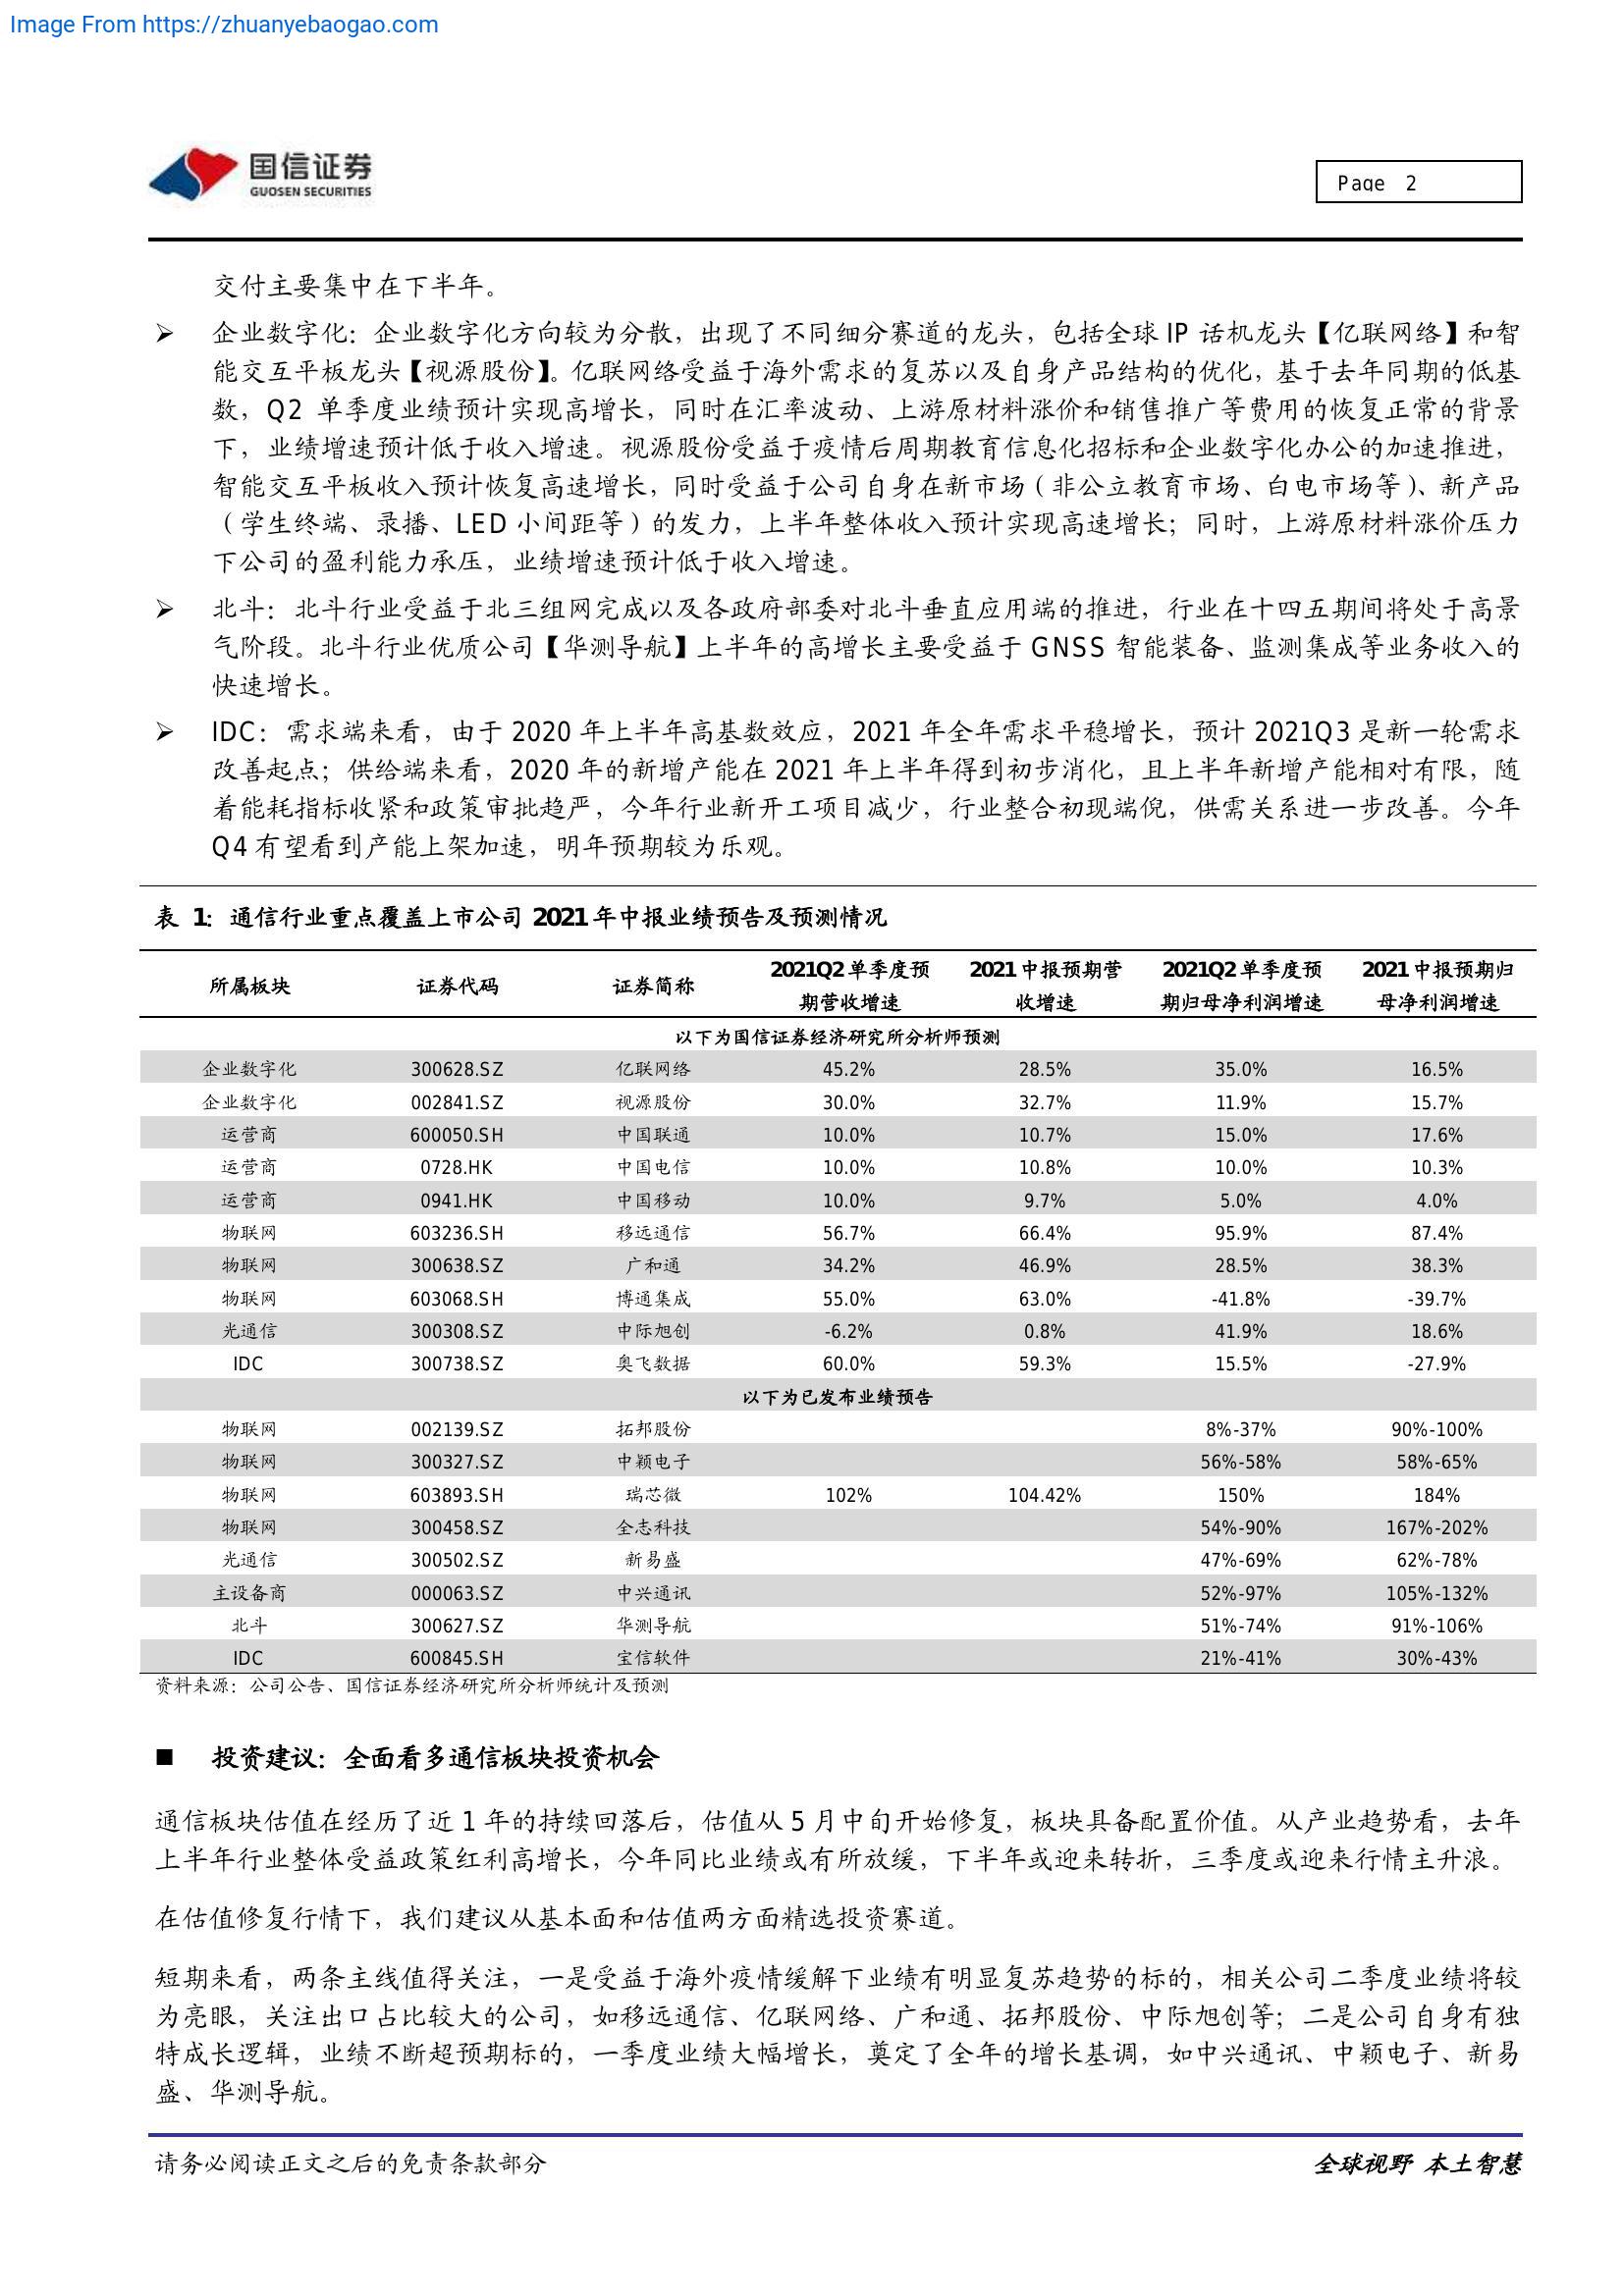 Image From https://zhuanyebaogao.com
国信证券
GUOSEN SECURITIES
Page 2
交付主要集中在下半年。
➢ 企业数字化：企业数字化方向较为分散，出现了不同细分赛道的龙头，包括全球 IP 话机龙头【亿联网络】和智
能交互平板龙头【视源股份】。亿联网络受益于海外需求的复苏以及自身产品结构的优化，基于去年同期的低基
数，Q2 单季度业绩预计实现高增长，同时在汇率波动、上游原材料涨价和销售推广等费用的恢复正常的背景
下，业绩增速预计低于收入增速。视源股份受益于疫情后周期教育信息化招标和企业数字化办公的加速推进，
智能交互平板收入预计恢复高速增长，同时受益于公司自身在新市场（非公立教育市场、白电市场等）、新产品
（学生终端、录播、LED 小间距等）的发力，上半年整体收入预计实现高速增长；同时，上游原材料涨价压力
下公司的盈利能力承压，业绩增速预计低于收入增速。
➢ 北斗：北斗行业受益于北三组网完成以及各政府部委对北斗垂直应用端的推进，行业在十四五期间将处于高景
气阶段。北斗行业优质公司【华测导航】上半年的高增长主要受益于 GNSS 智能装备、监测集成等业务收入的
快速增长。
➢ IDC：需求端来看，由于 2020 年上半年高基数效应，2021 年全年需求平稳增长，预计 2021Q3 是新一轮需求
改善起点；供给端来看，2020 年的新增产能在 2021 年上半年得到初步消化，且上半年新增产能相对有限，随
着能耗指标收紧和政策审批趋严，今年行业新开工项目减少，行业整合初现端倪，供需关系进一步改善。今年
Q4 有望看到产能上架加速，明年预期较为乐观。
表 1：通信行业重点覆盖上市公司 2021 年中报业绩预告及预测情况
所属板块 证券代码 证券简称 2021Q2 单季度预期营收增速 2021 中报预期营收增速 2021Q2 单季度预期归母净利润增速 2021 中报预期归母净利润增速
以下为国信证券经济研究所分析师预测
企业数字化 300628.SZ 亿联网络 45.2% 28.5% 35.0% 16.5%
企业数字化 002841.SZ 视源股份 30.0% 32.7% 11.9% 15.7%
运营商 600050.SH 中国联通 10.0% 10.7% 15.0% 17.6%
运营商 0728.HK 中国电信 10.0% 10.8% 10.0% 10.3%
运营商 0941.HK 中国移动 10.0% 9.7% 5.0% 4.0%
物联网 603236.SH 移远通信 56.7% 66.4% 95.9% 87.4%
物联网 300638.SZ 广和通 34.2% 46.9% 28.5% 38.3%
物联网 603068.SH 博通集成 55.0% 63.0% -41.8% -39.7%
光通信 300308.SZ 中际旭创 -6.2% 0.8% 41.9% 18.6%
IDC 300738.SZ 奥飞数据 60.0% 59.3% 15.5% -27.9%
以下为已发布业绩预告
物联网 002139.SZ 拓邦股份 8%-37% 90%-100%
物联网 300327.SZ 中颖电子 56%-58% 58%-65%
物联网 603893.SH 瑞芯微 102% 104.42% 150% 184%
物联网 300458.SZ 全志科技 54%-90% 167%-202%
光通信 300502.SZ 新易盛 47%-69% 62%-78%
主设备商 000063.SZ 中兴通讯 52%-97% 105%-132%
北斗 300627.SZ 华测导航 51%-74% 91%-106%
IDC 600845.SH 宝信软件 21%-41% 30%-43%
资料来源：公司公告、国信证券经济研究所分析师统计及预测
■ 投资建议：全面看多通信板块投资机会
通信板块估值在经历了近 1 年的持续回落后，估值从 5 月中旬开始修复，板块具备配置价值。从产业趋势看，去年
上半年行业整体受益政策红利高增长，今年同比业绩或有所放缓，下半年或迎来转折，三季度或迎来行情主升浪。
在估值修复行情下，我们建议从基本面和估值两方面精选投资赛道。
短期来看，两条主线值得关注，一是受益于海外疫情缓解下业绩有明显复苏趋势的标的，相关公司二季度业绩将较
为亮眼，关注出口占比较大的公司，如移远通信、亿联网络、广和通、拓邦股份、中际旭创等；二是公司自身有独
特成长逻辑，业绩不断超预期标的，一季度业绩大幅增长，奠定了全年的增长基调，如中兴通讯、中颖电子、新易
盛、华测导航。
请务必阅读正文之后的免责条款部分
全球视野 本土智慧